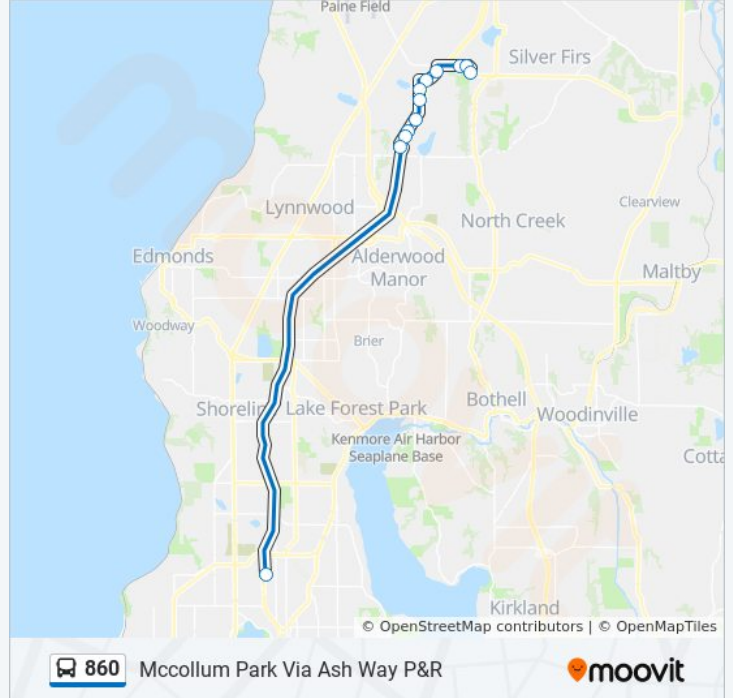 Paine Field
Silver Firs
Clearview
Lynnwood
North Creek
Edmonds
Alderwood
Manor
Maltby
Woodway
Brier
Bothell
Shorelin
Lake Forest Park
Woodinville
Kenmore Air Harbor
Seaplane Base
Cotta
Kirkland
© OpenStreetMap contributors | © OpenMapTiles
860 Mccollum Park Via Ash Way P&R
moovit